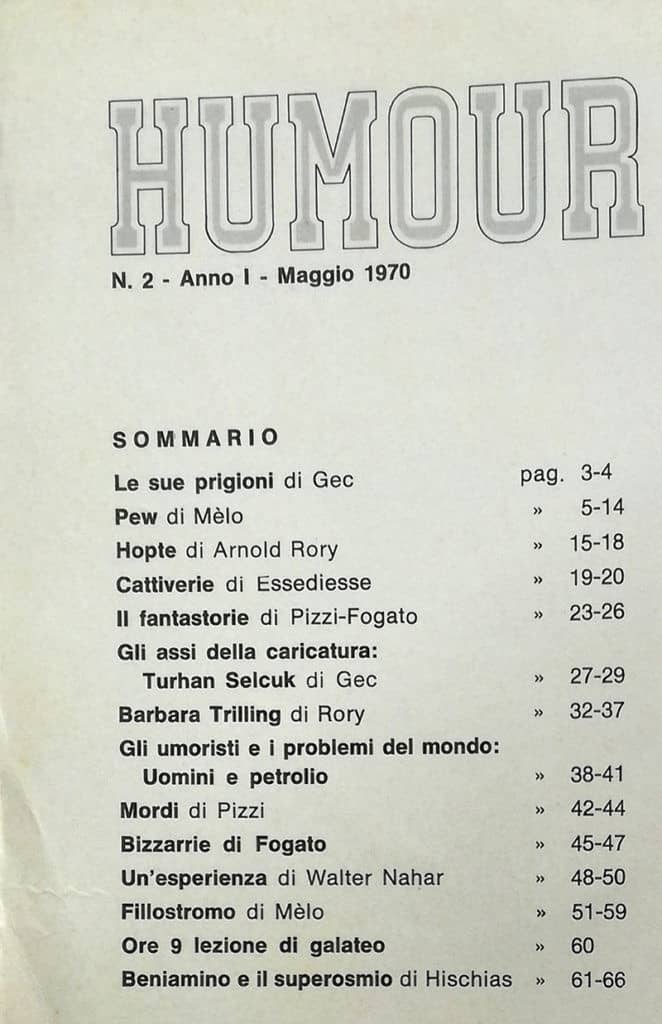 HUMOUR
N. 2 - Anno I - Maggio 1970
SOMMARIO
Le sue prigioni di Gec pag. 3-4
Pew di Mèlo » 5-14
Hopte di Arnold Rory » 15-18
Cattiverie di Essediesse » 19-20
Il fantastorie di Pizzi-Fogato » 23-26
Gli assi della caricatura:
Turhan Selcuk di Gec » 27-29
Barbara Trilling di Rory » 32-37
Gli umoristi e i problemi del mondo:
Uomini e petrolio » 38-41
Mordi di Pizzi » 42-44
Bizzarrie di Fogato » 45-47
Un'esperienza di Walter Nahar » 48-50
Fillostromo di Mèlo » 51-59
Ore 9 lezione di galateo » 60
Beniamino e il superosmio di Hischias » 61-66